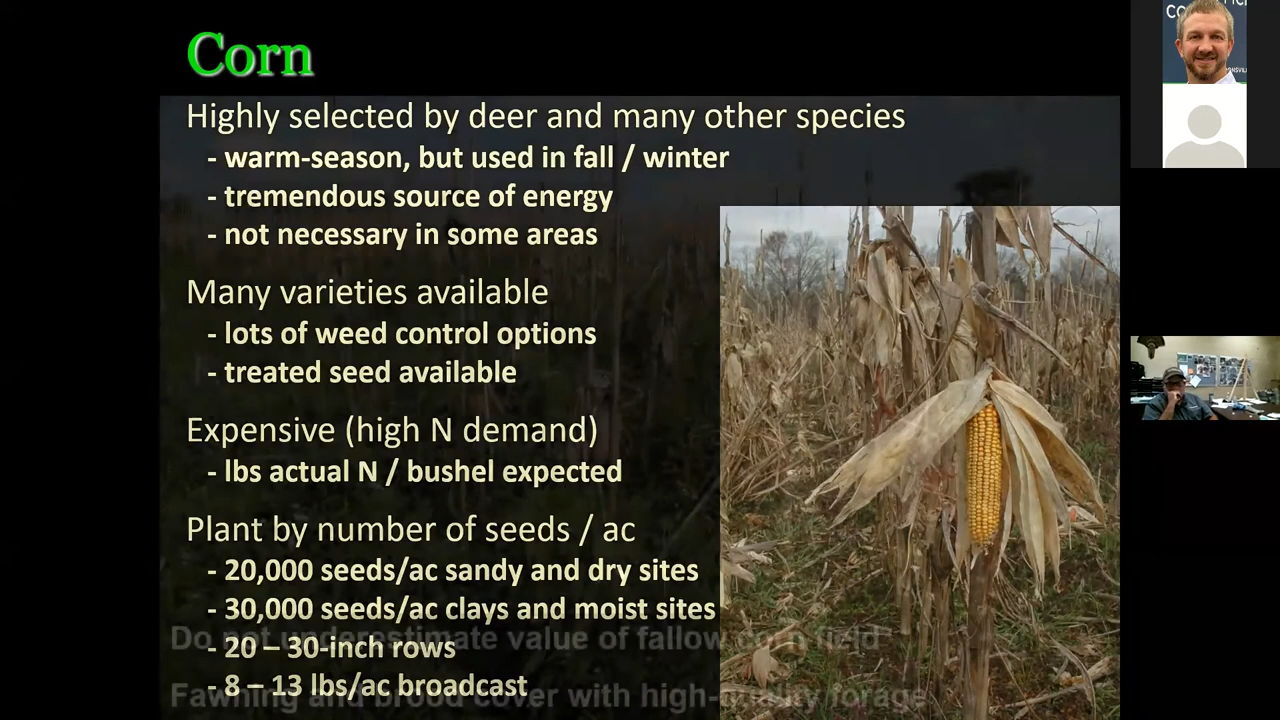 Corn
Highly selected by deer and many other species
- warm-season, but used in fall / winter
- tremendous source of energy
- not necessary in some areas
Many varieties available
- lots of weed control options
- treated seed available
Expensive (high N demand)
- lbs actual N / bushel expected
Plant by number of seeds / ac
- 20,000 seeds/ac sandy and dry sites
- 30,000 seeds/ac clays and moist sites
Do not underestimate value of fallow corn field
- 20 – 30-inch rows
- 8 – 13 lbs/ac broadcast
Fawning and brood cover with high-quality forage